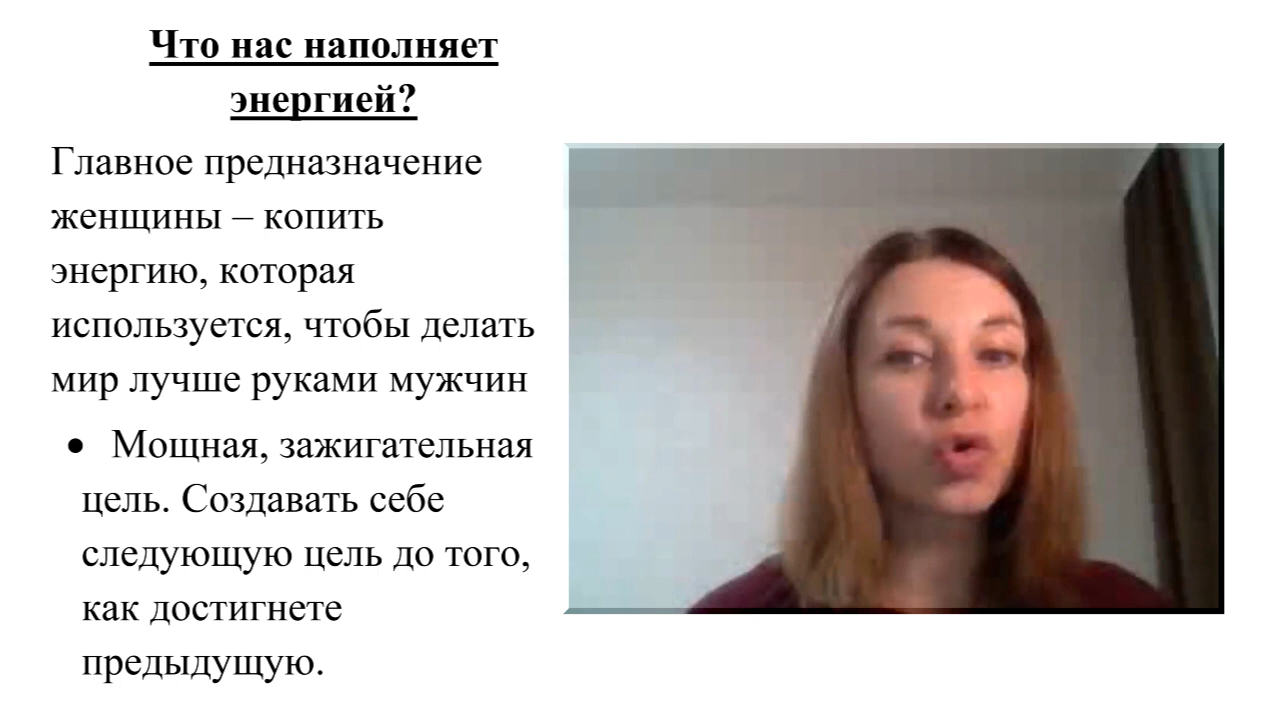 Что нас наполняет
энергией?
Главное предназначение
женщины – копить
энергию, которая
используется, чтобы делать
мир лучше руками мужчин
• Мощная, зажигательная
цель. Создавать себе
следующую цель до того,
как достигнете
предыдущую.